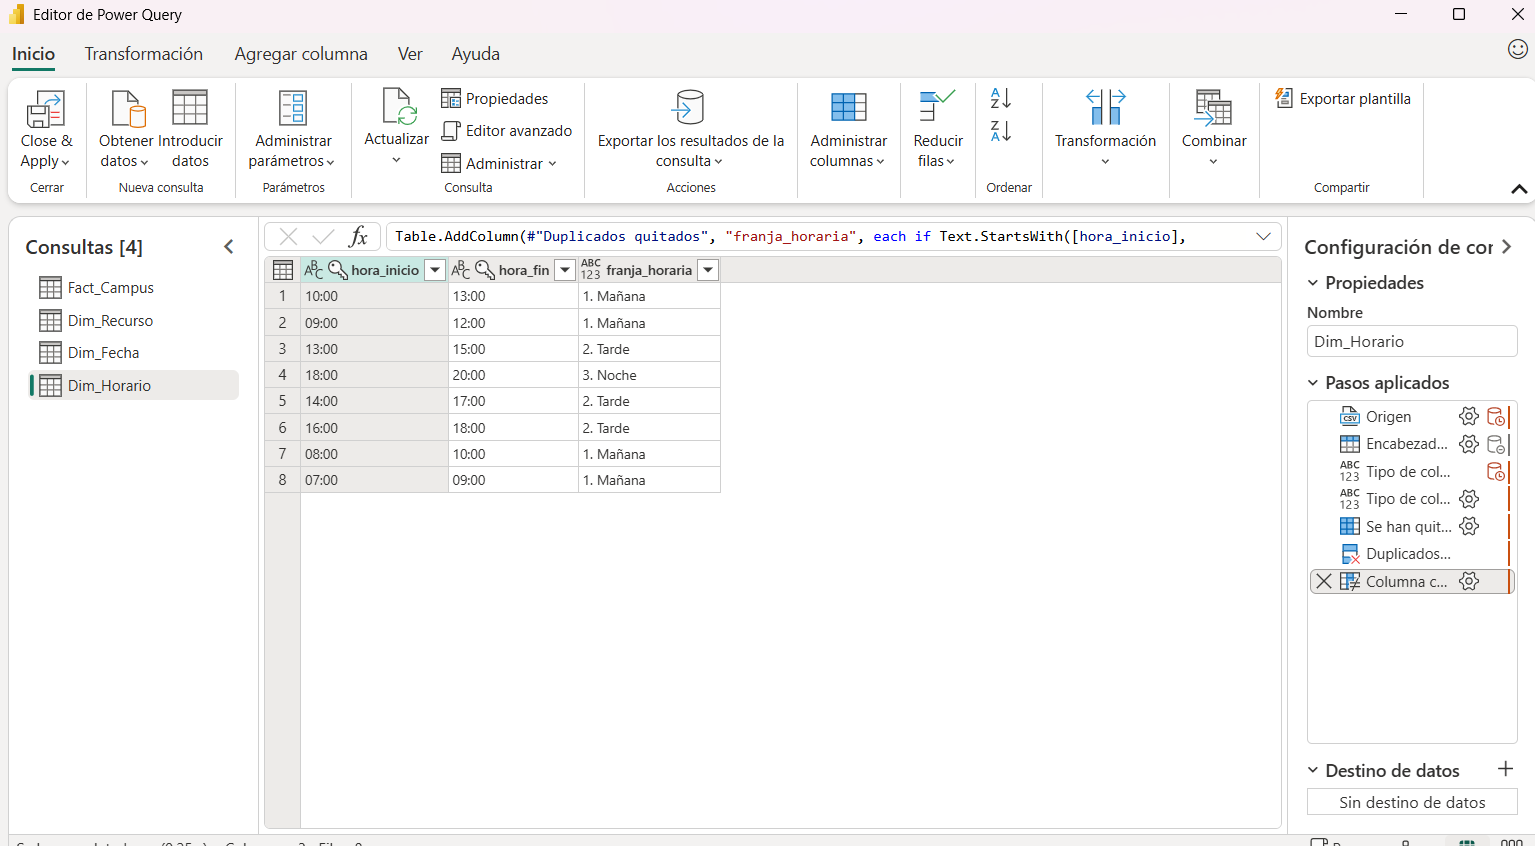 Editor de Power Query
Inicio
Transformación
Agregar columna
Ver
Ayuda
Close & Apply
Cerrar
Obtener datos
Introducir datos
Nueva consulta
Administrar parámetros
Parámetros
Actualizar
Propiedades
Editor avanzado
Administrar
Consulta
Exportar los resultados de la consulta
Acciones
Administrar columnas
Reducir filas
Ordenar
Transformación
Combinar
Exportar plantilla
Compartir
Consultas [4]
Fact_Campus
Dim_Recurso
Dim_Fecha
Dim_Horario
fx
Table.AddColumn(#"Duplicados quitados", "franja_horaria", each if Text.StartsWith([hora_inicio],
hora_inicio hora_fin franja_horaria
1 10:00 13:00 1. Mañana
2 09:00 12:00 1. Mañana
3 13:00 15:00 2. Tarde
4 18:00 20:00 3. Noche
5 14:00 17:00 2. Tarde
6 16:00 18:00 2. Tarde
7 08:00 10:00 1. Mañana
8 07:00 09:00 1. Mañana
Configuración de cor
Propiedades
Nombre
Dim_Horario
Pasos aplicados
Origen
Encabezad...
Tipo de col...
Tipo de col...
Se han quit...
Duplicados...
Columna c...
Destino de datos
Sin destino de datos